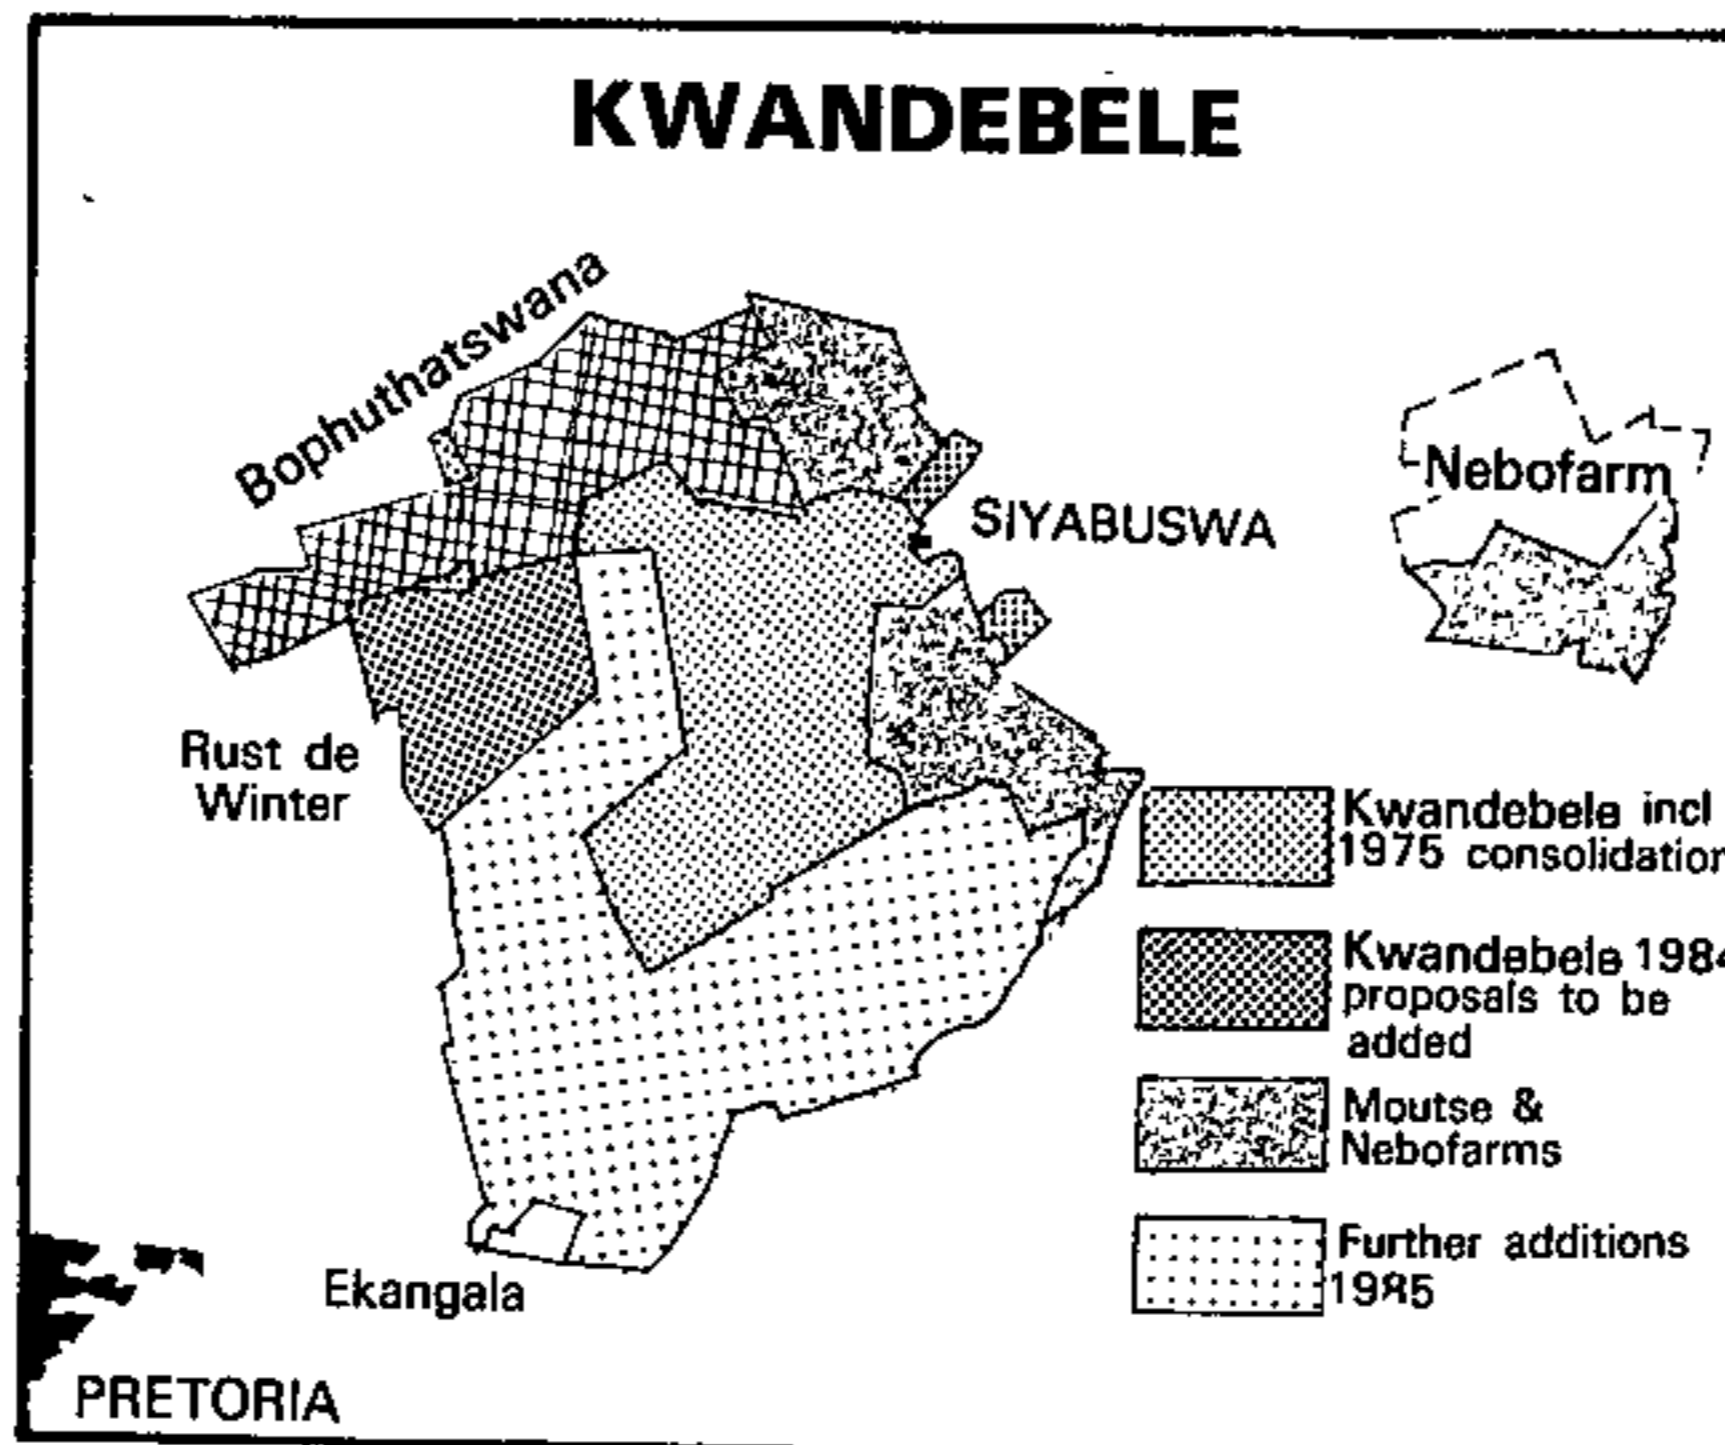 KWANDEBELE
Bophuthatswana
SIYABUSWA
Nebofarm
Rust de
Winter
Kwandebele incl
1975 consolidation
Kwandebele 1984
proposals to be
added
Moutse &
Nebofarms
Further additions
1985
Ekangala
PRETORIA